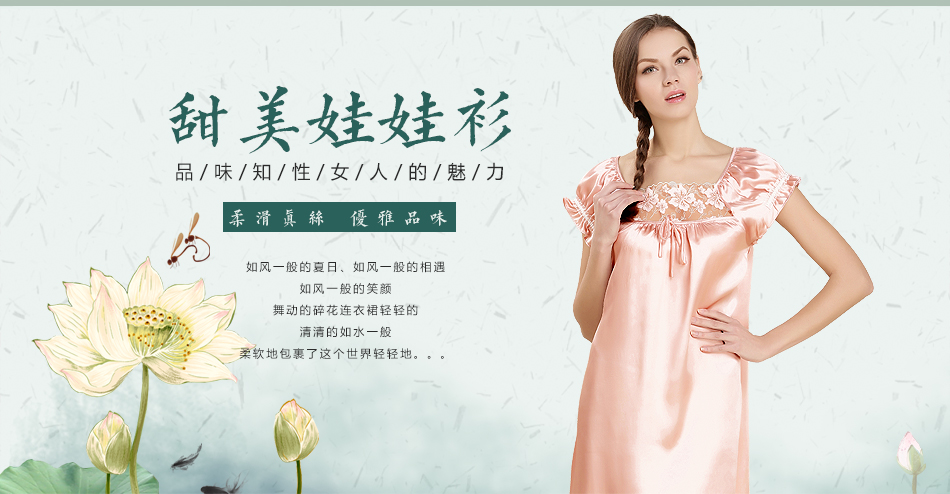 甜美娃娃衫
品/味/知/性/女/人/的/魅/力
柔滑真絲 優雅品味
如风一般的夏日、如风一般的相遇
如风一般的笑颜
舞动的碎花连衣裙轻轻的
清清的如水一般
柔软地包裹了这个世界轻轻地。。。